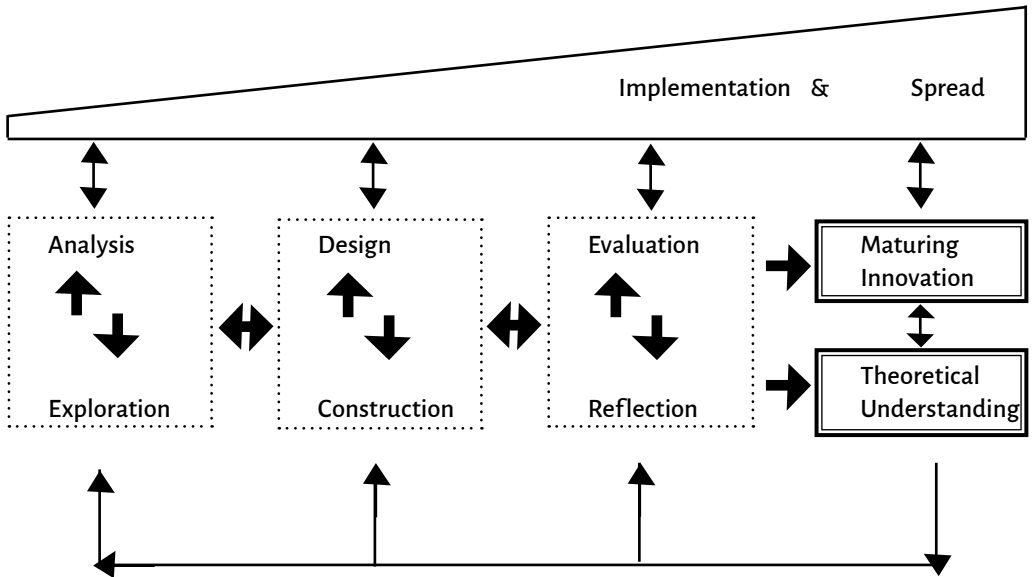 Implementation & Spread
Analysis
Exploration
Design
Construction
Evaluation
Reflection
Maturing
Innovation
Theoretical
Understanding